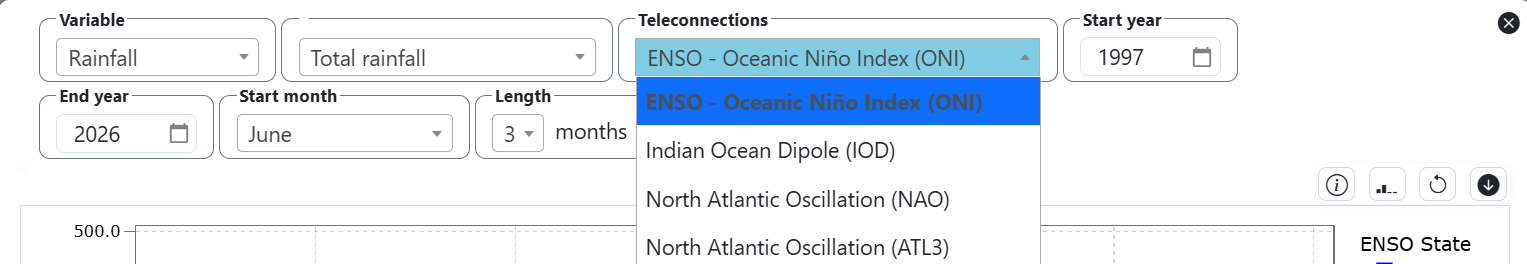 Variable
Teleconnections
Start year
Rainfall
Total rainfall
ENSO - Oceanic Niño Index (ONI)
1997
ENSO - Oceanic Niño Index (ONI)
End year
Start month
Length
2026
June
3
months
Indian Ocean Dipole (IOD)
North Atlantic Oscillation (NAO)
North Atlantic Oscillation (ATL3)
500.0
ENSO State